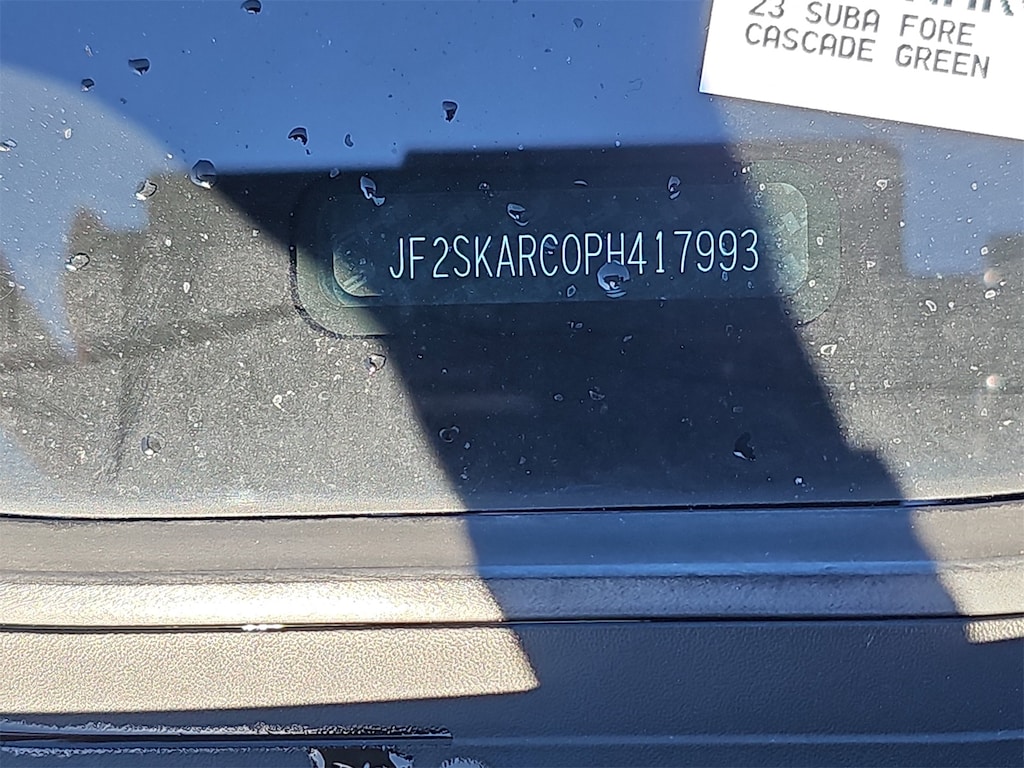 23 SUBA FORE
CASCADE GREEN
JF2SKARC0PH417993